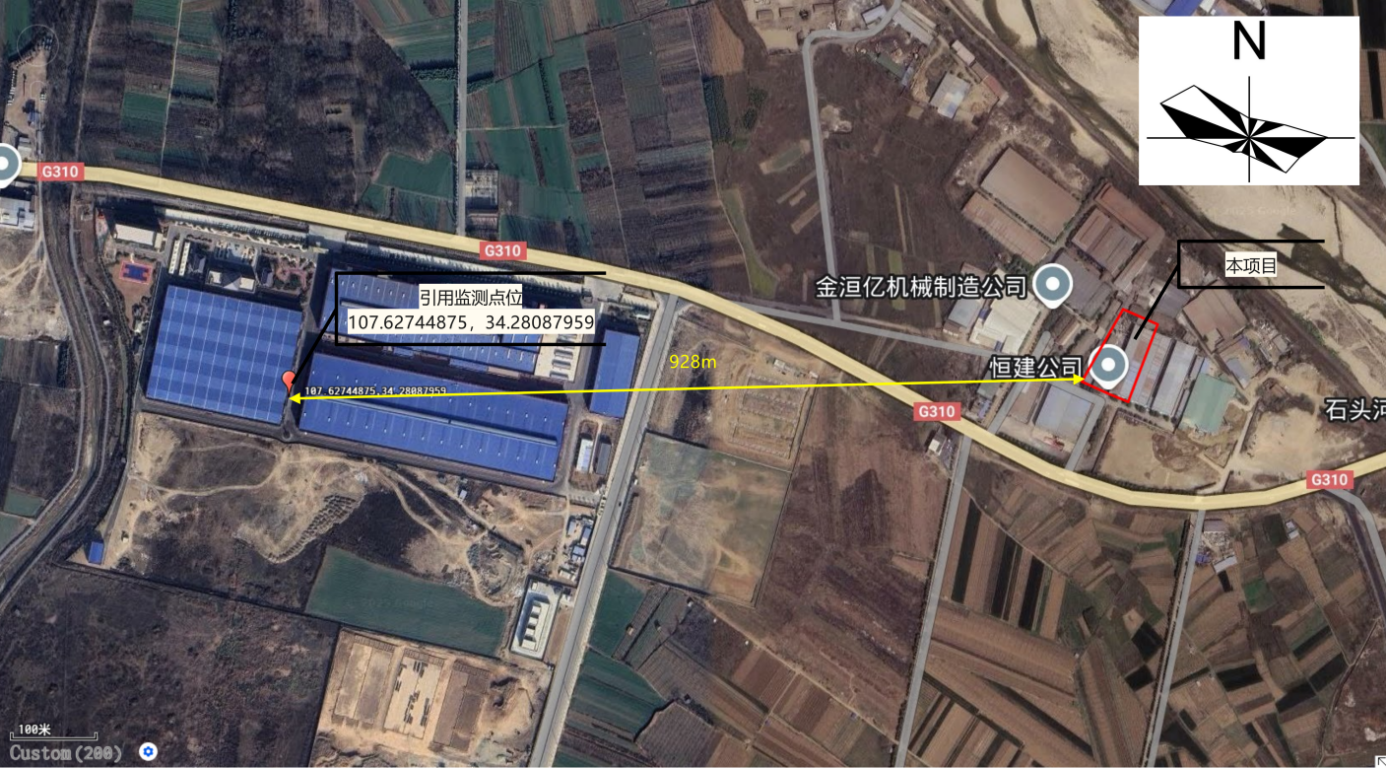 N
G310
G310
本项目
引用监测点位
107.62744875，34.28087959
金洹亿机械制造公司
928m
恒建公司
107.62744875,34.28087959
G310
石头河
G310
100米
Custom(200)